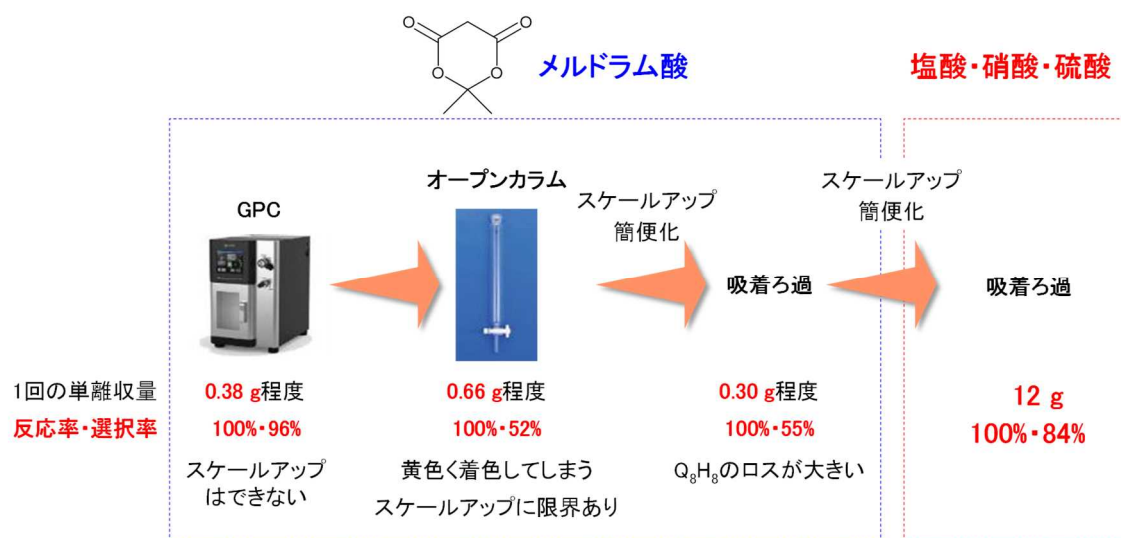 O
O
O
O
メルドラム酸
塩酸・硝酸・硫酸
GPC
オープンカラム
スケールアップ
簡便化
吸着ろ過
スケールアップ
簡便化
吸着ろ過
1回の単離収量
0.38 g程度
0.66 g程度
0.30 g程度
12 g
反応率・選択率
100%・96%
100%・52%
100%・55%
100%・84%
スケールアップ
はできない
黄色く着色してしまう
スケールアップに限界あり
Q₈H₈のロスが大きい